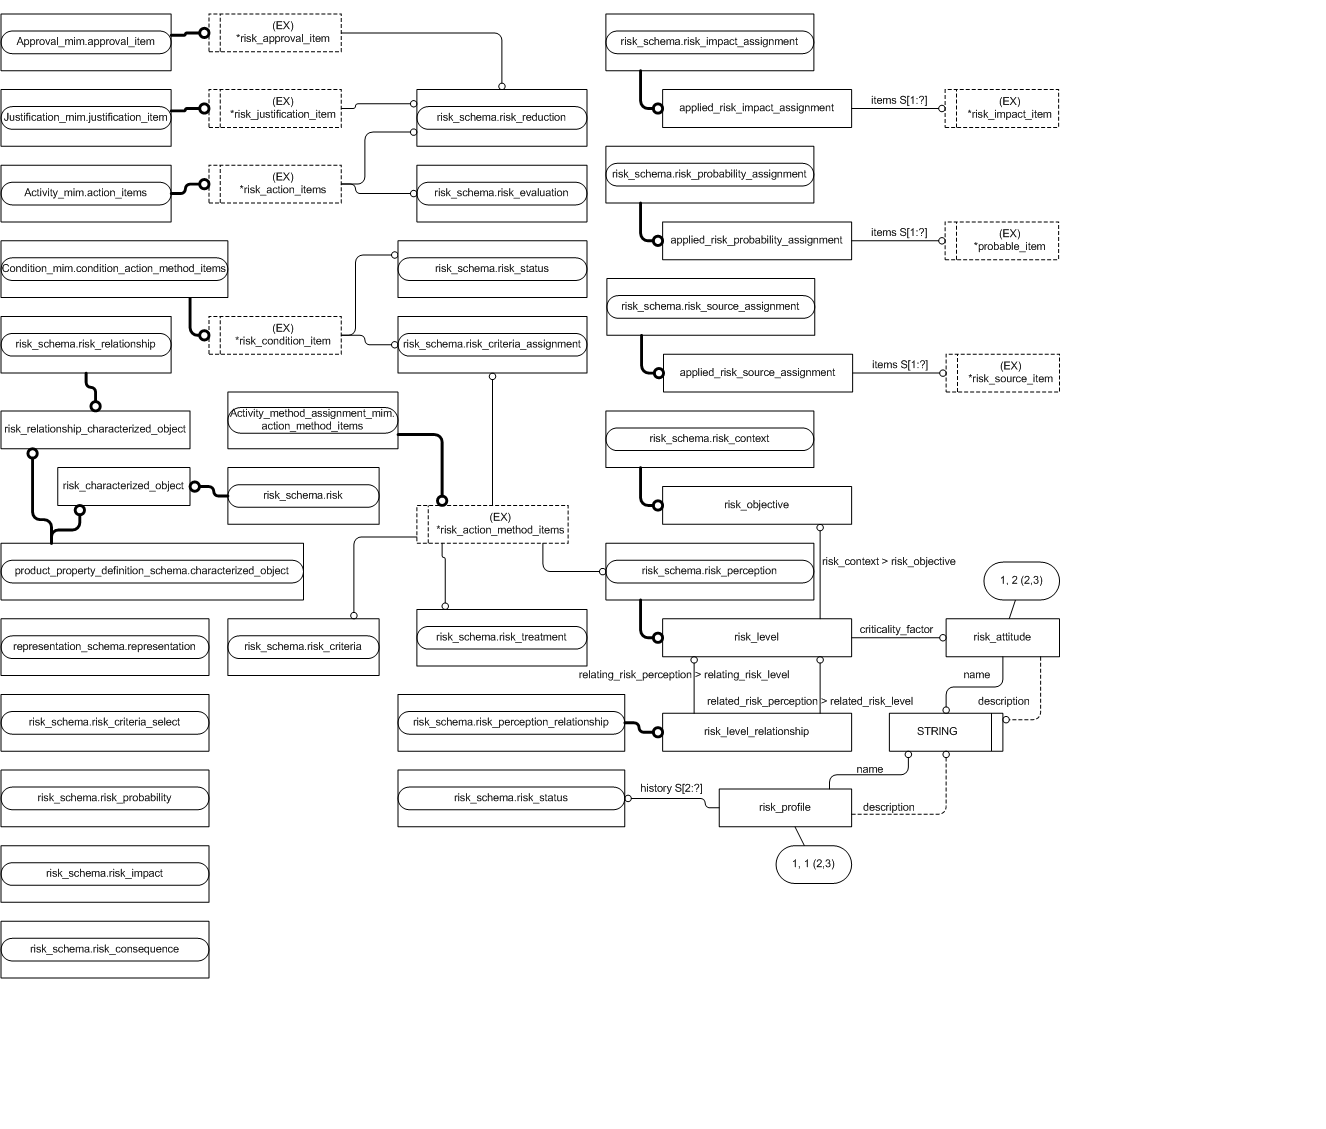 Approval_mim.approval_item
(EX)
*risk_approval_item
risk_schema.risk_impact_assignment
Justification_mim.justification_item
(EX)
*risk_justification_item
risk_schema.risk_reduction
applied_risk_impact_assignment
items S[1:?]
(EX)
*risk_impact_item
Activity_mim.action_items
(EX)
*risk_action_items
risk_schema.risk_evaluation
risk_schema.risk_probability_assignment
Condition_mim.condition_action_method_items
risk_schema.risk_status
applied_risk_probability_assignment
items S[1:?]
(EX)
*probable_item
risk_schema.risk_relationship
(EX)
*risk_condition_item
risk_schema.risk_criteria_assignment
risk_schema.risk_source_assignment
applied_risk_source_assignment
items S[1:?]
(EX)
*risk_source_item
risk_relationship_characterized_object
Activity_method_assignment_mim.
action_method_items
risk_schema.risk_context
risk_characterized_object
risk_schema.risk
(EX)
*risk_action_method_items
risk_objective
product_property_definition_schema.characterized_object
risk_schema.risk_perception
risk_context > risk_objective
1, 2 (2,3)
representation_schema.representation
risk_schema.risk_criteria
risk_schema.risk_treatment
risk_level
criticality_factor
risk_attitude
relating_risk_perception > relating_risk_level
name
related_risk_perception > related_risk_level
description
risk_schema.risk_criteria_select
risk_schema.risk_perception_relationship
risk_level_relationship
STRING
name
risk_schema.risk_probability
risk_schema.risk_status
history S[2:?]
risk_profile
description
risk_schema.risk_impact
1, 1 (2,3)
risk_schema.risk_consequence